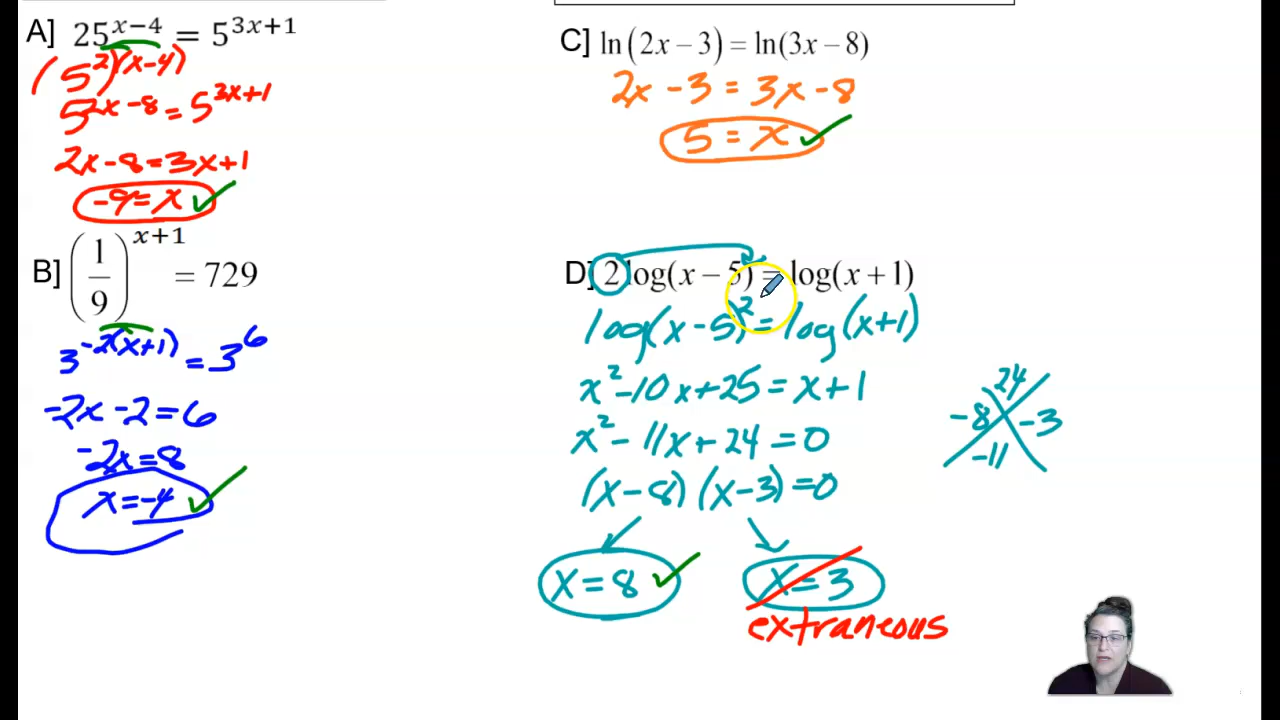 A] 25^{x−4} = 5^{3x+1}
(5^2)^{(x-4)}
5^{2x-8} = 5^{3x+1}
2x-8=3x+1
-9=x ✓
B] (1/9)^{x+1} = 729
3^{-2(x+1)} = 3^6
-2x-2=6
-2x=8
x=-4 ✓
C] ln(2x−3) = ln(3x−8)
2x-3=3x-8
5=x ✓
D] 2log(x−5) = log(x+1)
log(x-5)^2=log(x+1)
x^2-10x+25=x+1
x^2-11x+24=0
(x-8)(x-3)=0
x=8 ✓ x=3
extraneous
24
-8 -3
-11